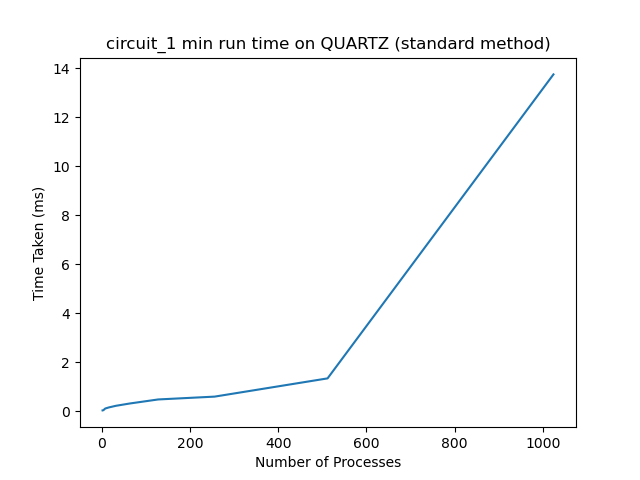 circuit_1 min run time on QUARTZ (standard method)
14
12
10
8
6
4
2
0
Time Taken (ms)
0 200 400 600 800 1000
Number of Processes